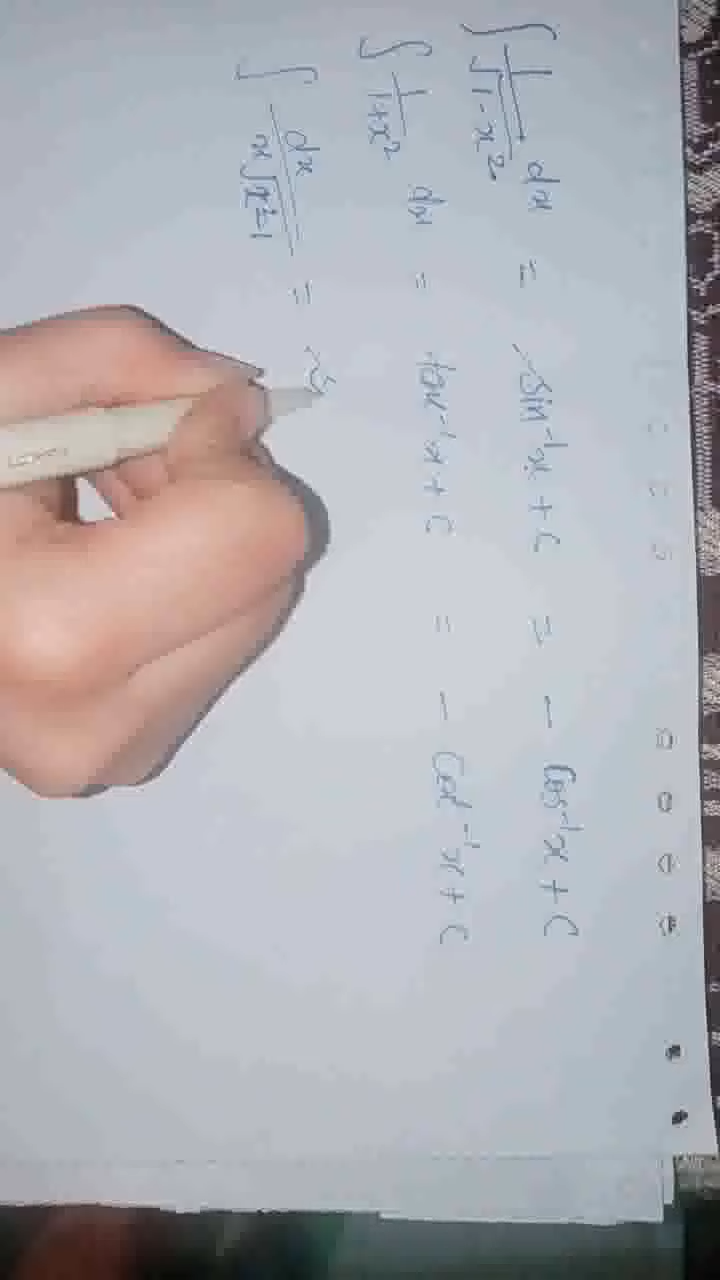 ∫ 1/√(1-x²) dx = sin⁻¹x + C = - Cos⁻¹x + C
∫ 1/(1+x²) dx = tan⁻¹x + C = - Cot⁻¹x + C
∫ dx/(x√(x²-1)) = s